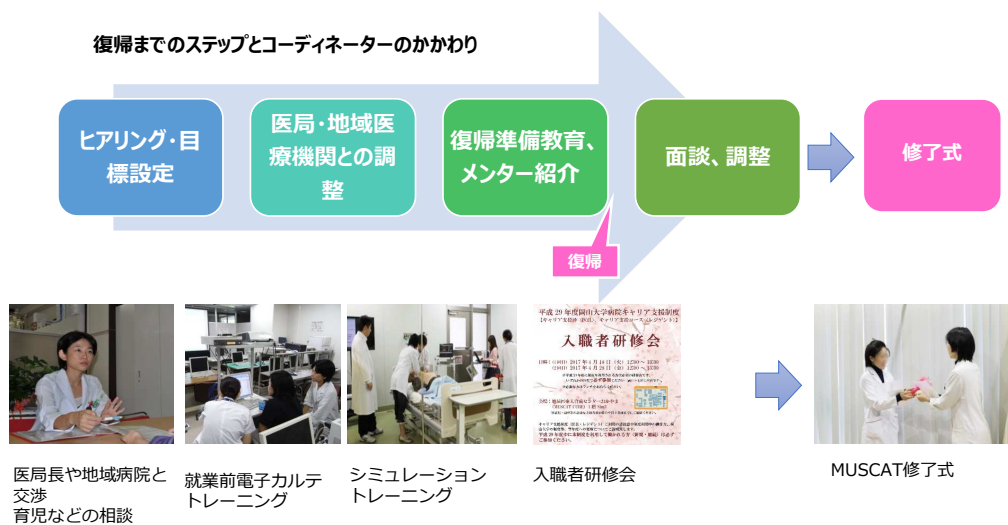 復帰までのステップとコーディネーターのかかわり
ヒアリング・目
標設定
医局・地域医
療機関との調
整
復帰準備教育、
メンター紹介
面談、調整
修了式
復帰
平成 29 年度岡山大学病院キャリア支援制度
入職者研修会
医局長や地域病院と
交渉
育児などの相談
就業前電子カルテ
トレーニング
シミュレーション
トレーニング
入職者研修会
MUSCAT修了式